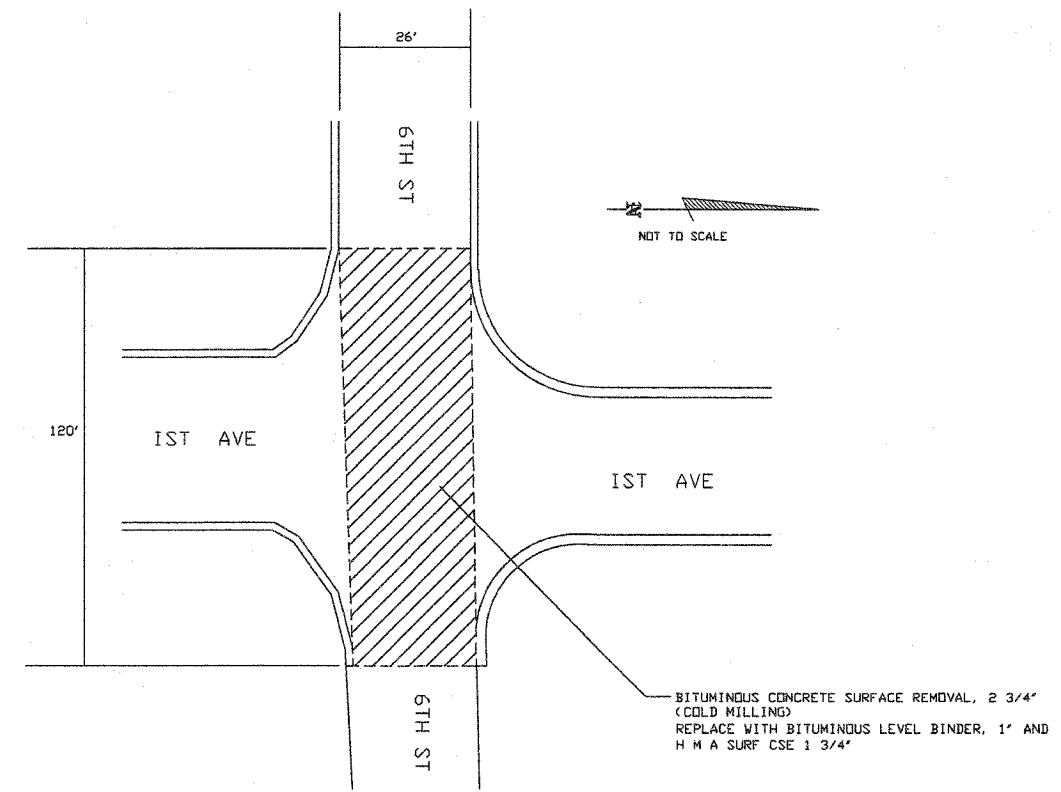 26'
6TH ST
N
NOT TO SCALE
120'
IST AVE
IST AVE
BITUMINOUS CONCRETE SURFACE REMOVAL, 2 3/4"
(COLD MILLING)
REPLACE WITH BITUMINOUS LEVEL BINDER, 1" AND
H M A SURF CSE 1 3/4"
6TH ST